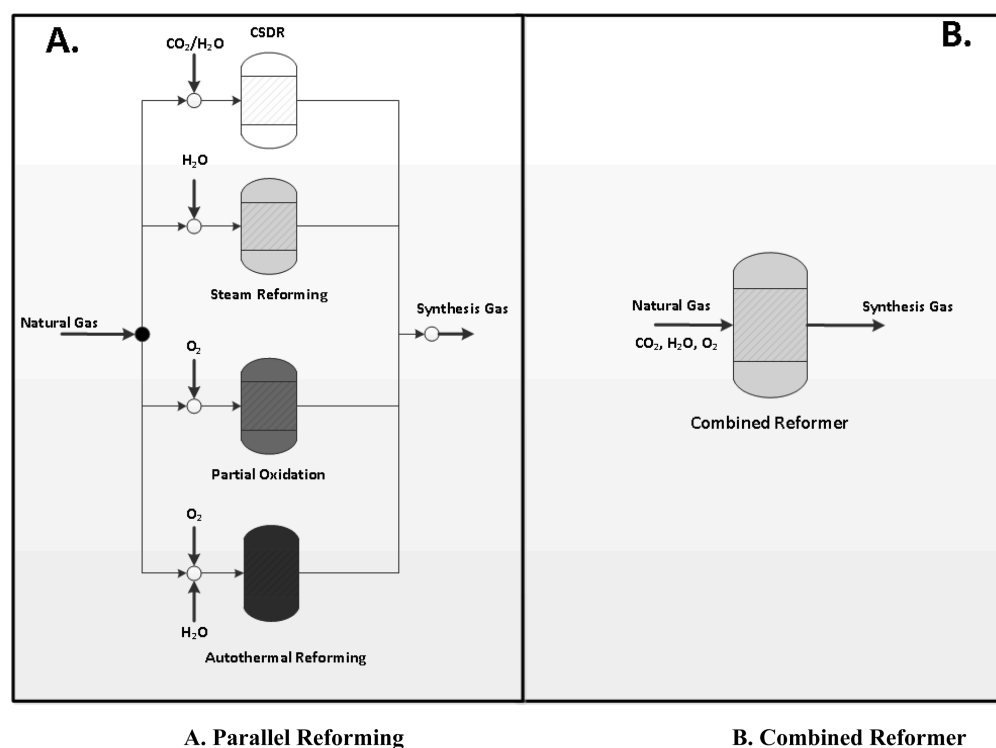 A.
CSDR
CO₂/H₂O
H₂O
Steam Reforming
Natural Gas
Synthesis Gas
O₂
Partial Oxidation
O₂
H₂O
Autothermal Reforming
B.
Natural Gas
CO₂, H₂O, O₂
Synthesis Gas
Combined Reformer
A. Parallel Reforming
B. Combined Reformer